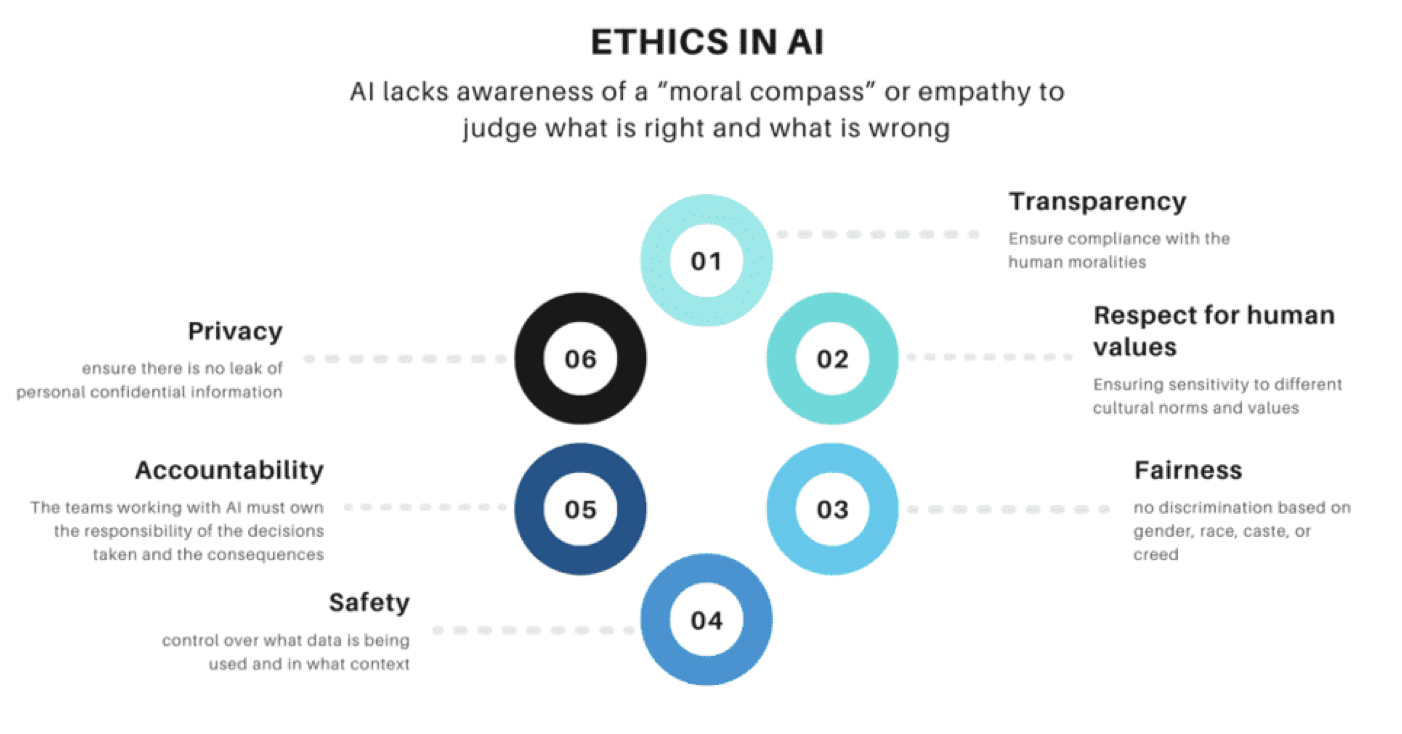 ETHICS IN AI
AI lacks awareness of a “moral compass” or empathy to
judge what is right and what is wrong
01
Transparency
Ensure compliance with the
human moralities
02
Respect for human
values
Ensuring sensitivity to different
cultural norms and values
03
Fairness
no discrimination based on
gender, race, caste, or
creed
04
Safety
control over what data is being
used and in what context
05
Accountability
The teams working with AI must own
the responsibility of the decisions
taken and the consequences
06
Privacy
ensure there is no leak of
personal confidential information